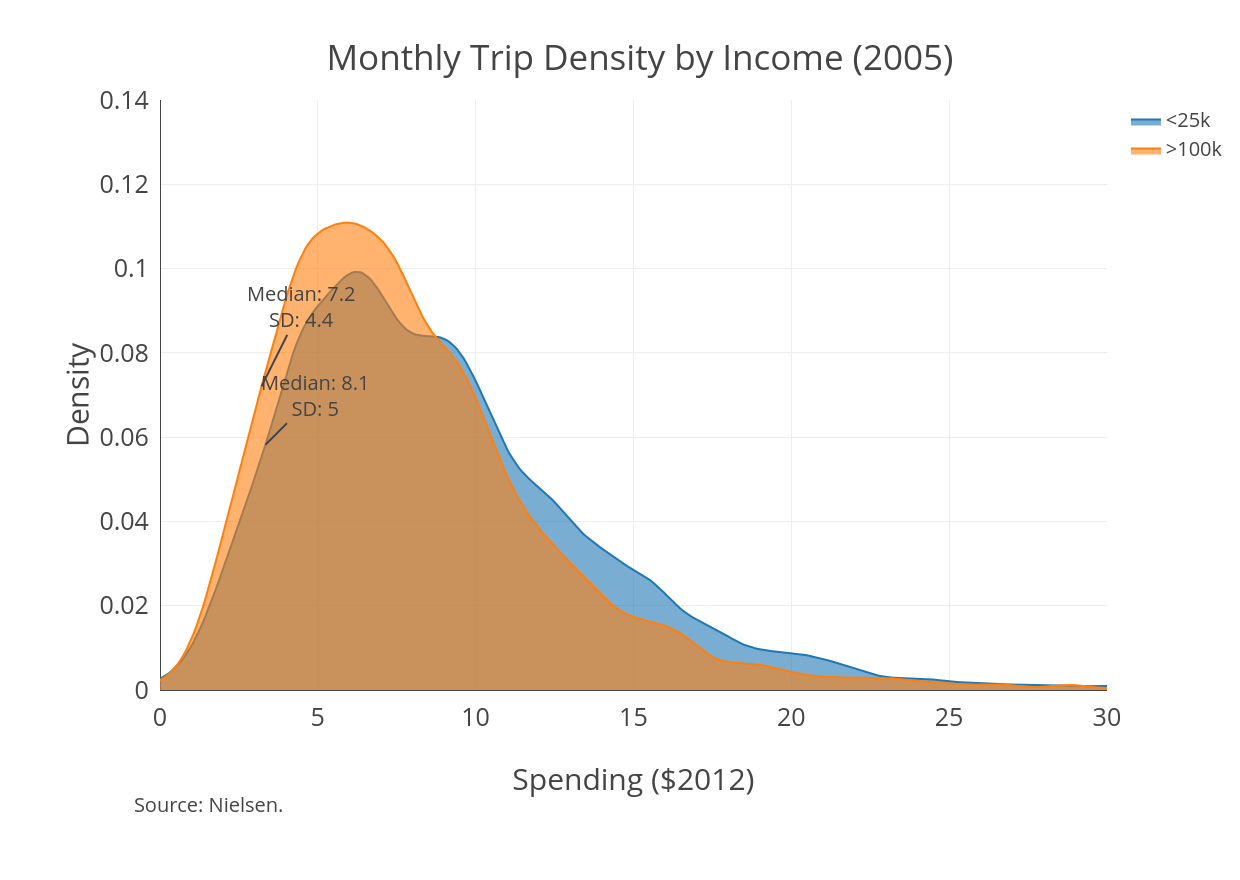 Monthly Trip Density by Income (2005)
0.14
0.12
0.1
0.08
0.06
0.04
0.02
0
Density
<25k
>100k
Median: 7.2
SD: 4.4
Median: 8.1
SD: 5
0 5 10 15 20 25 30
Spending ($2012)
Source: Nielsen.